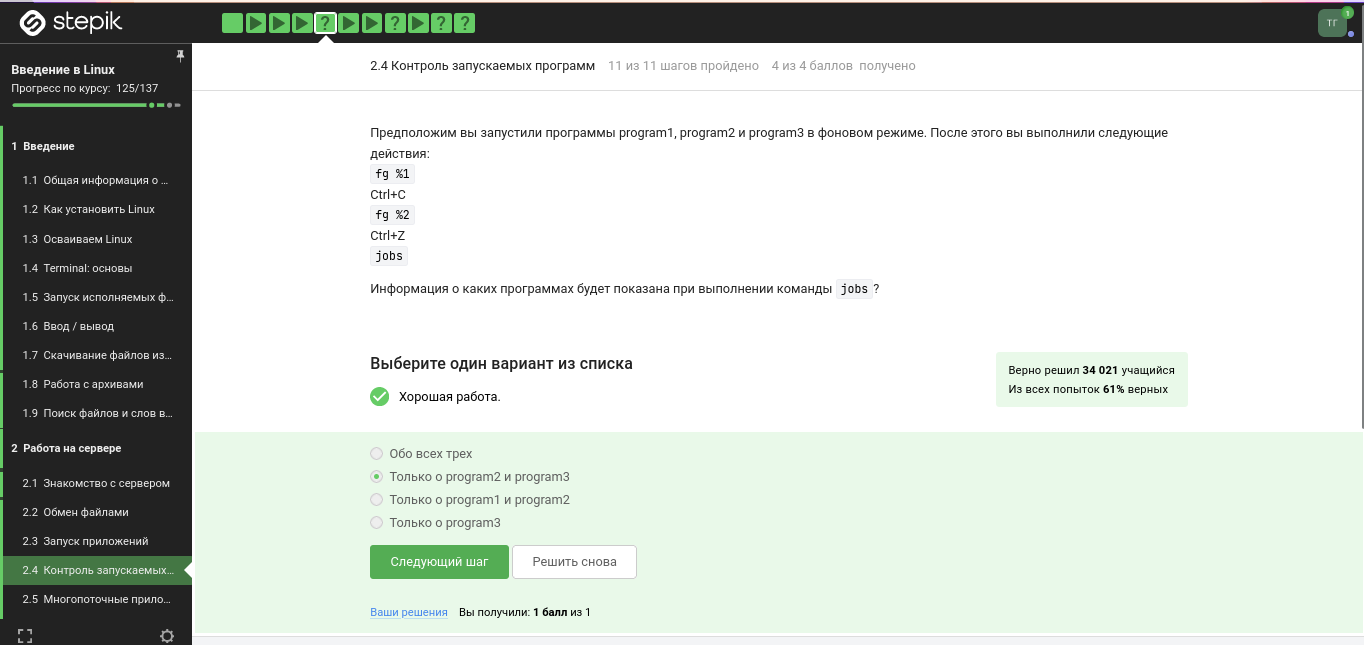 stepik
?
?
?
?
ТГ
1
Введение в Linux
Прогресс по курсу: 125/137
1 Введение
1.1 Общая информация о ...
1.2 Как установить Linux
1.3 Осваиваем Linux
1.4 Terminal: основы
1.5 Запуск исполняемых ф...
1.6 Ввод / вывод
1.7 Скачивание файлов из...
1.8 Работа с архивами
1.9 Поиск файлов и слов в...
2 Работа на сервере
2.1 Знакомство с сервером
2.2 Обмен файлами
2.3 Запуск приложений
2.4 Контроль запускаемых...
2.5 Многопоточные прило...
2.4 Контроль запускаемых программ 11 из 11 шагов пройдено 4 из 4 баллов получено
Предположим вы запустили программы program1, program2 и program3 в фоновом режиме. После этого вы выполнили следующие
действия:
fg %1
Ctrl+C
fg %2
Ctrl+Z
jobs
Информация о каких программах будет показана при выполнении команды jobs ?
Выберите один вариант из списка
Хорошая работа.
Верно решил 34 021 учащийся
Из всех попыток 61% верных
Обо всех трех
Только о program2 и program3
Только о program1 и program2
Только о program3
Следующий шаг
Решить снова
Ваши решения Вы получили: 1 балл из 1